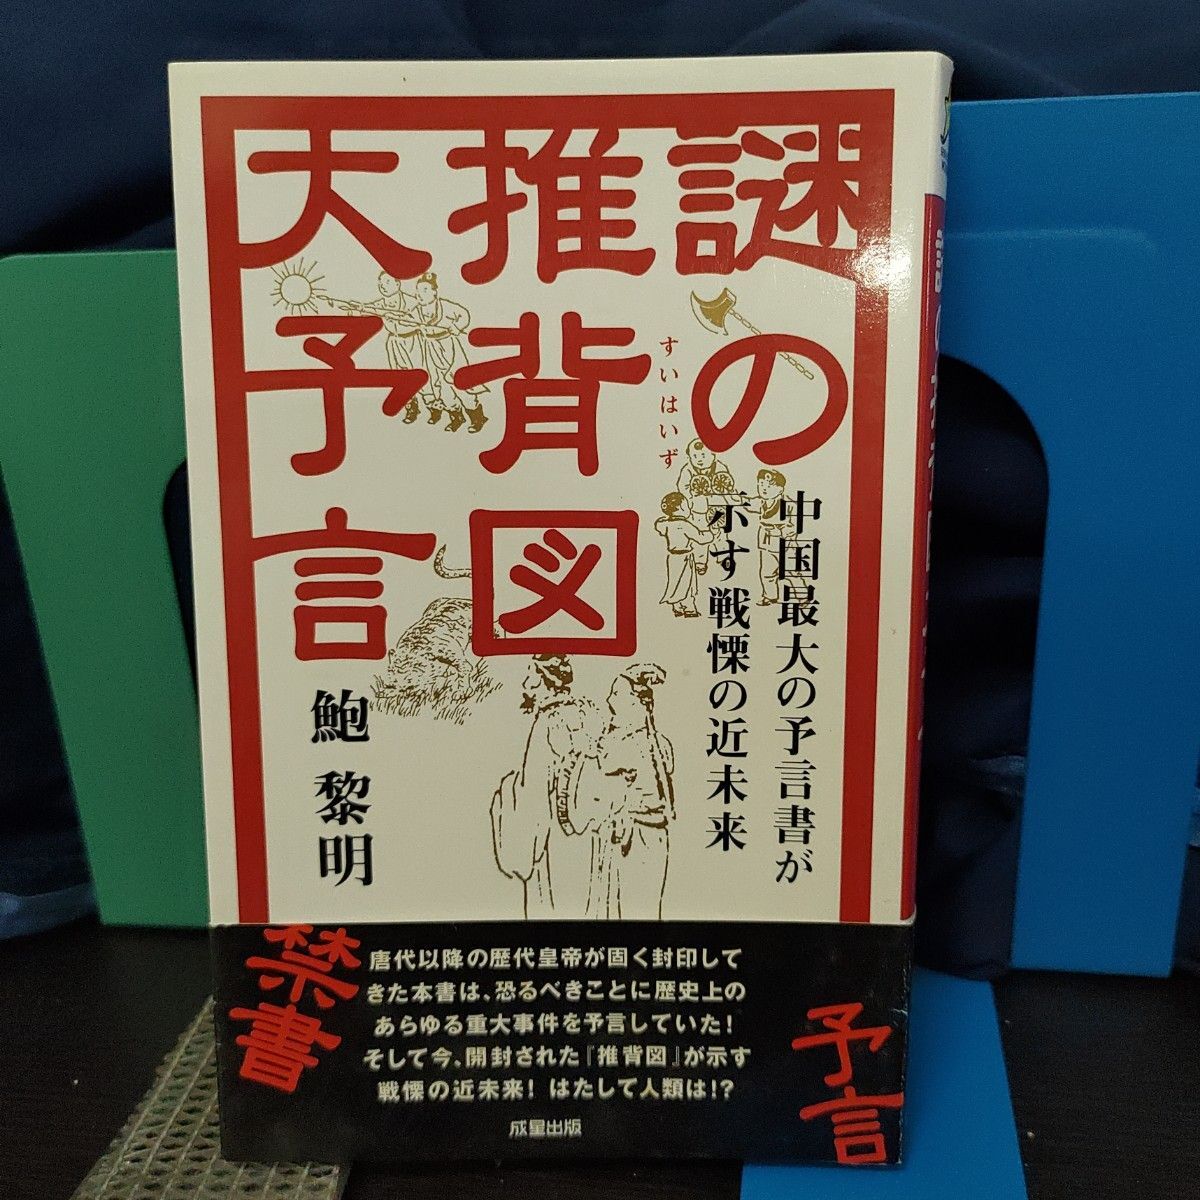 謎の
推背図
すいはいず
大予言
中国最大の予言書が
示す戦慄の近未来
鮑 黎明
禁書
唐代以降の歴代皇帝が固く封印して
きた本書は、恐るべきことに歴史上の
あらゆる重大事件を予言していた!
そして今、開封された『推背図』が示す
戦慄の近未来! はたして人類は!?
予言
成星出版